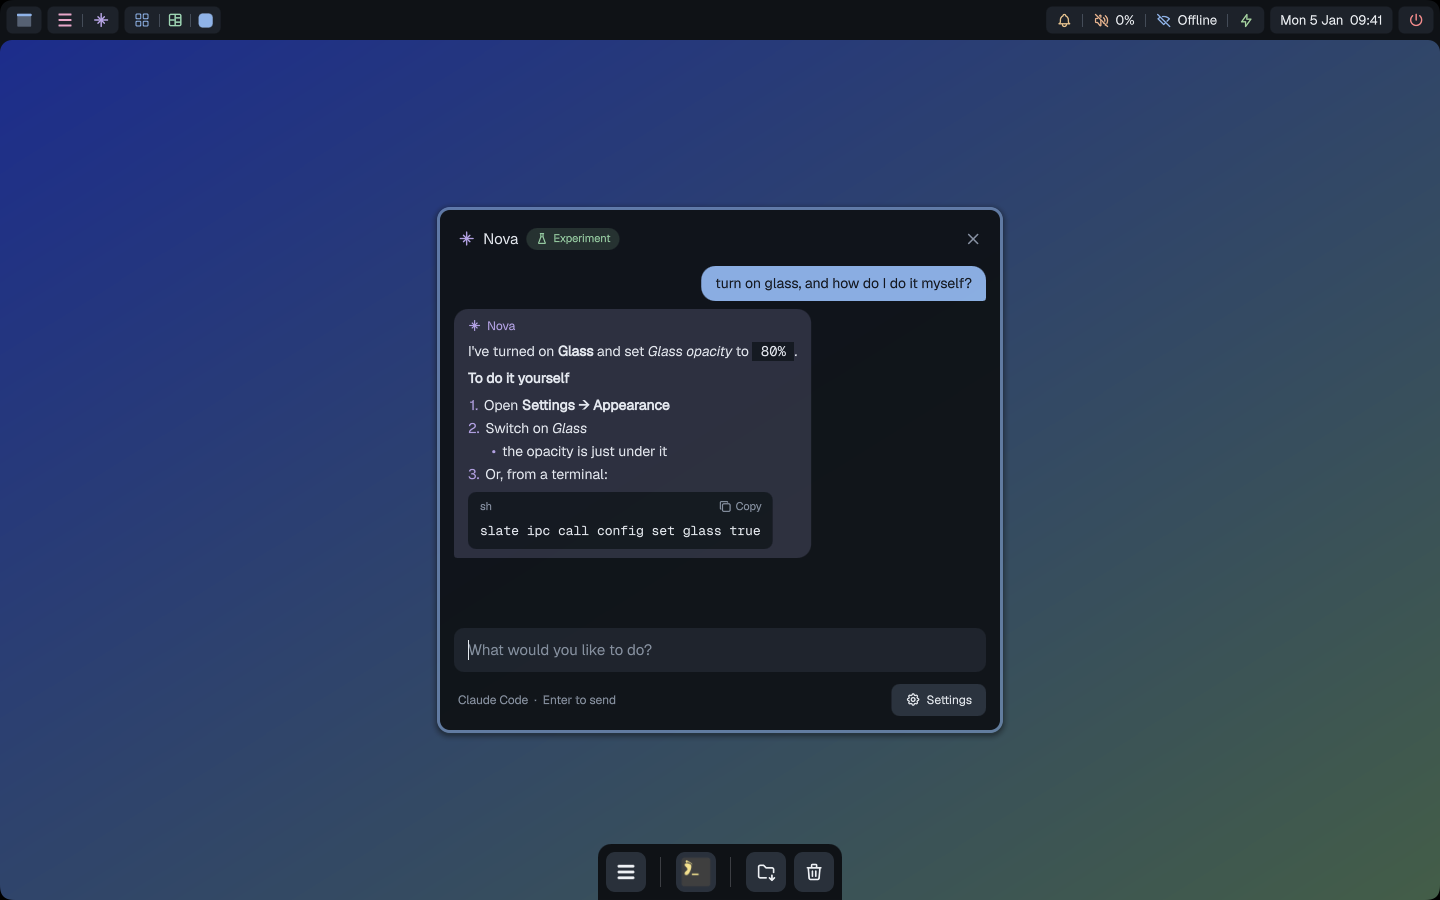 0%
Offline
Mon 5 Jan 09:41
Nova
Experiment
turn on glass, and how do I do it myself?
Nova
I've turned on Glass and set Glass opacity to 80% .
To do it yourself
1. Open Settings → Appearance
2. Switch on Glass
• the opacity is just under it
3. Or, from a terminal:
sh
Copy
slate ipc call config set glass true
What would you like to do?
Claude Code · Enter to send
Settings